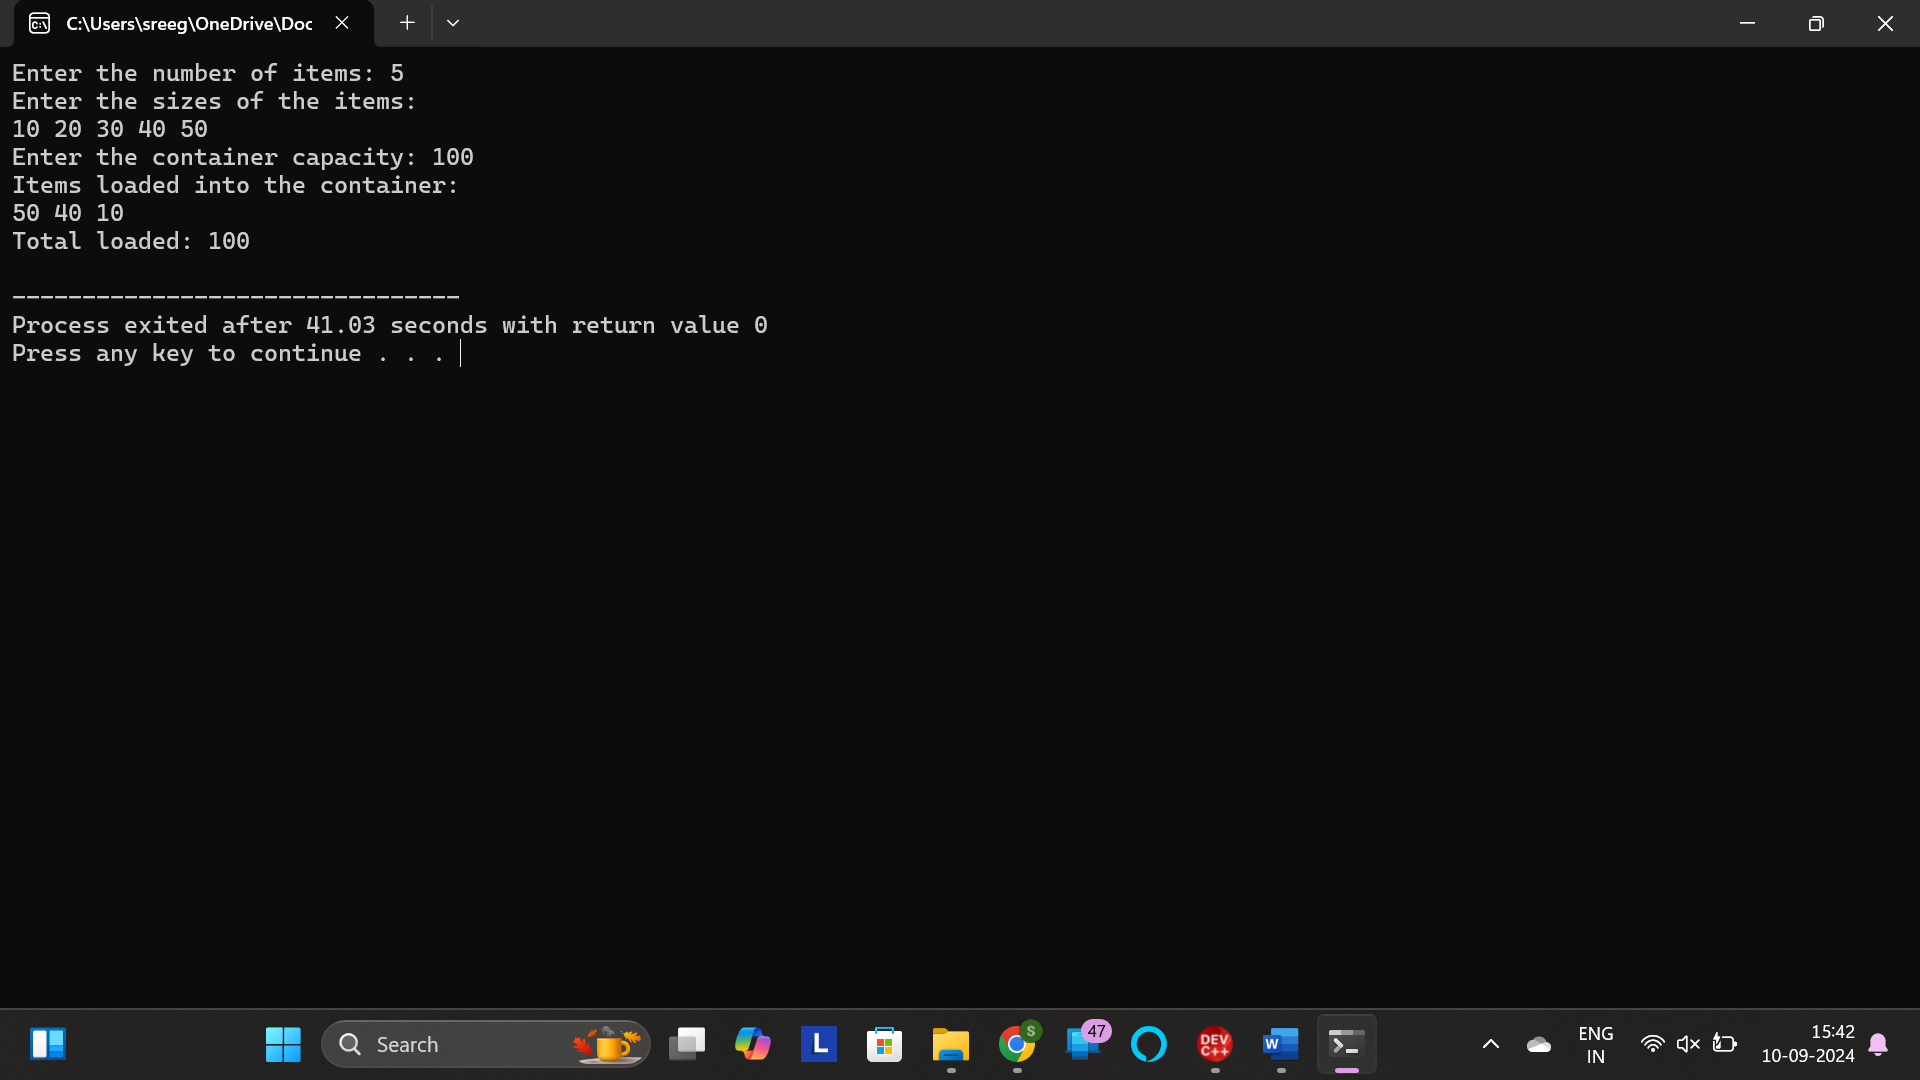 C:\Users\sreeg\OneDrive\Doc
Enter the number of items: 5
Enter the sizes of the items:
10 20 30 40 50
Enter the container capacity: 100
Items loaded into the container:
50 40 10
Total loaded: 100
--------------------------------
Process exited after 41.03 seconds with return value 0
Press any key to continue . . .
Search
L
S
47
DEV
C++
W
ENG
IN
15:42
10-09-2024